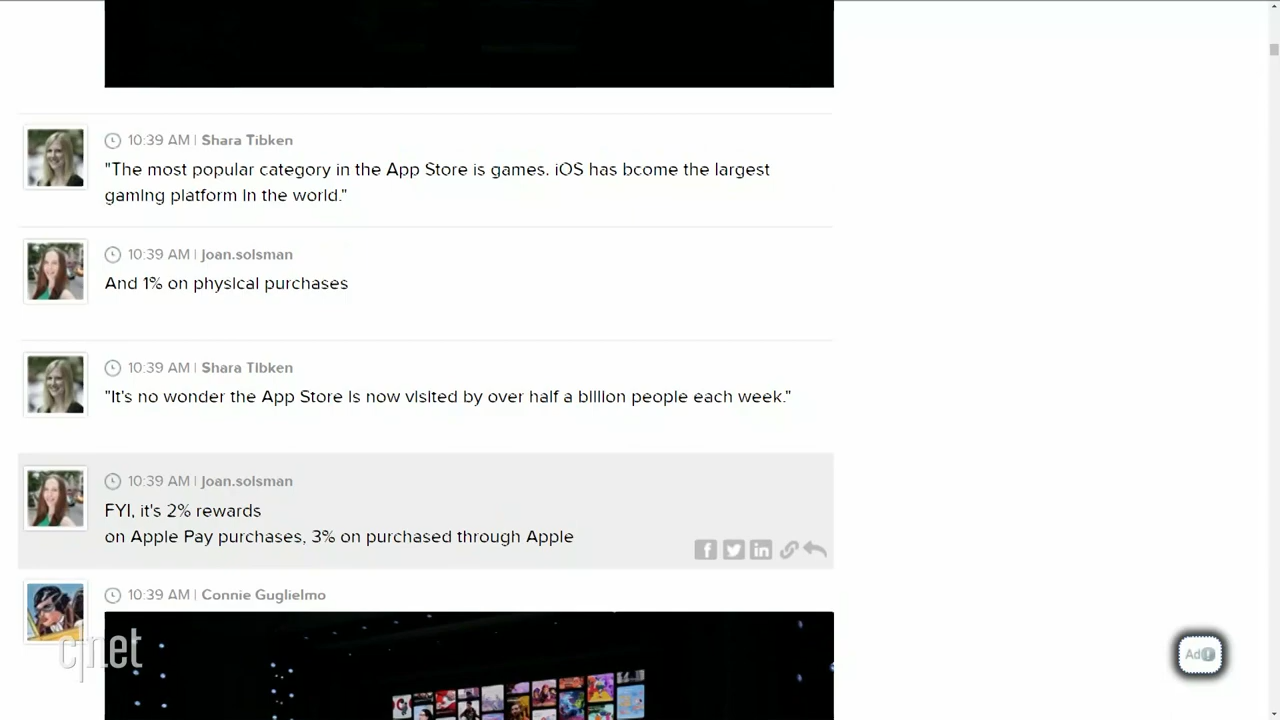 10:39 AM | Shara Tibken
"The most popular category in the App Store is games. iOS has bcome the largest
gaming platform in the world."
10:39 AM | Joan.solsman
And 1% on physical purchases
10:39 AM | Shara Tibken
"It's no wonder the App Store is now visited by over half a billion people each week."
10:39 AM | Joan.solsman
FYI, it's 2% rewards
on Apple Pay purchases, 3% on purchased through Apple
10:39 AM | Connie Guglielmo
c|net
Ad